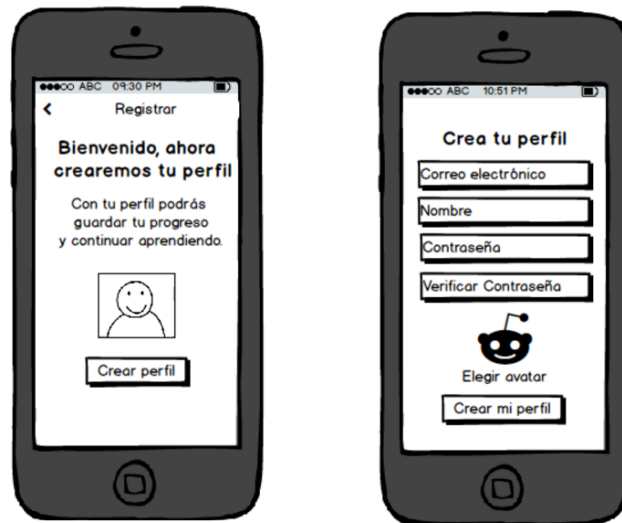 ABC 09:30 PM
Registrar
Bienvenido, ahora
crearemos tu perfil
Con tu perfil podrás
guardar tu progreso
y continuar aprendiendo.
Crear perfil
ABC 10:51 PM
Crea tu perfil
Correo electrónico
Nombre
Contraseña
Verificar Contraseña
Elegir avatar
Crear mi perfil